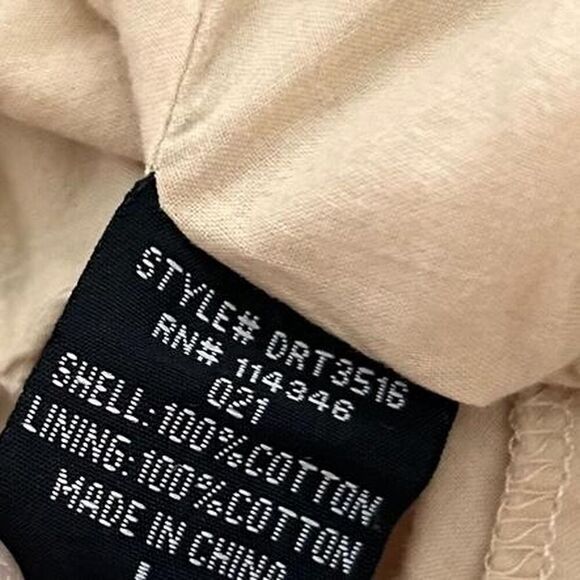 STYLE# DRT3516
RN# 114346
021
SHELL:100%COTTON
LINING:100%COTTON
MADE IN CHINA